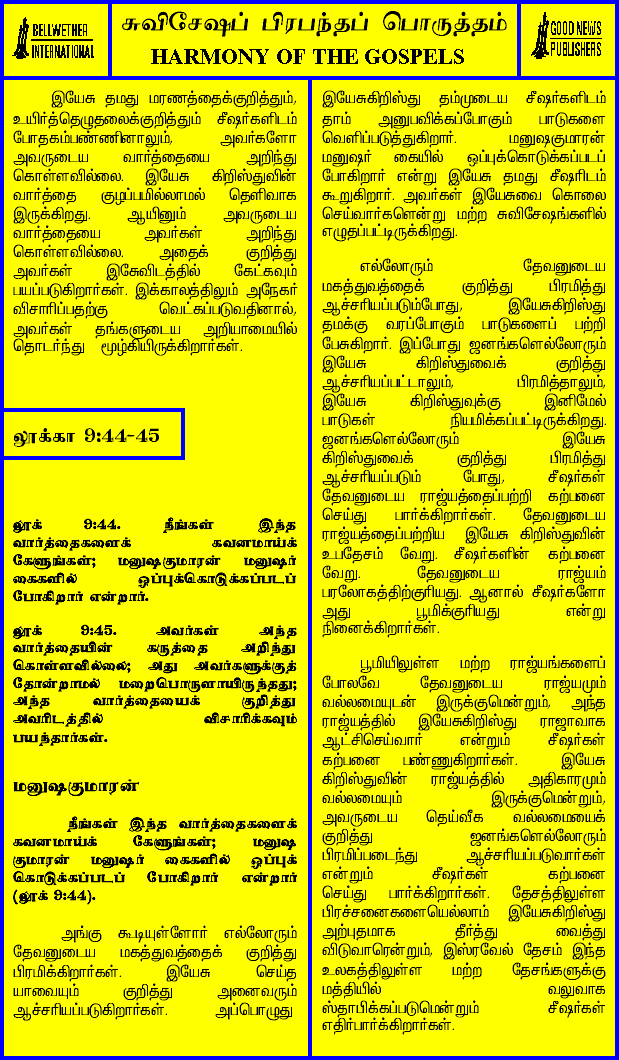 BELLWETHER
INTERNATIONAL
சுவிசேஷப் பிரபந்தப் பொருத்தம்
HARMONY OF THE GOSPELS
GOOD NEWS
PUBLISHERS
இயேசு தமது மரணத்தைக்குறித்தும்,
உயிர்த்தெழுதலைக்குறித்தும் சீஷர்களிடம்
போதகம்பண்ணினாலும், அவர்களோ
அவருடைய வார்த்தையை அறிந்து
கொள்ளவில்லை. இயேசு கிறிஸ்துவின்
வார்த்தை குழப்பமில்லாமல் தெளிவாக
இருக்கிறது. ஆயினும் அவருடைய
வார்த்தையை அவர்கள் அறிந்து
கொள்ளவில்லை. அதைக் குறித்து
அவர்கள் இசுேவிடத்தில் கேட்கவும்
பயப்படுகிறார்கள். இக்காலத்திலும் அநேகர்
விசாரிப்பதற்கு வெட்கப்படுவதினால்,
அவர்கள் தங்களுடைய அறியாமையில்
தொடர்ந்து மூழ்கியிருக்கிறார்கள்.
லூக்கா 9:44-45
லூக் 9:44. நீங்கள் இந்த
வார்த்தைகளைக் கவனமாய்க்
கேளுங்கள்; மனுஷகுமாரன் மனுஷர்
கைகளில் ஒப்புக்கொடுக்கப்படப்
போகிறார் என்றார்.
லூக் 9:45. அவர்கள் அந்த
வார்த்தையின் கருத்தை அறிந்து
கொள்ளவில்லை; அது அவர்களுக்குத்
தோன்றாமல் மறைபொருளாயிருந்தது;
அந்த வார்த்தையைக் குறித்து
அவரிடத்தில் விசாரிக்கவும்
பயந்தார்கள்.
மனுஷகுமாரன்
நீங்கள் இந்த வார்த்தைகளைக்
கவனமாய்க் கேளுங்கள்; மனுஷ
குமாரன் மனுஷர் கைகளில் ஒப்புக்
கொடுக்கப்படப் போகிறார் என்றார்
(லூக் 9:44).
அங்கு கூடியுள்ளோர் எல்லோரும்
தேவனுடைய மகத்துவத்தைக் குறித்து
பிரமிக்கிறார்கள். இயேசு செய்த
யாவையும் குறித்து அனைவரும்
ஆச்சரியப்படுகிறார்கள். அப்பொழுது
இயேசுகிறிஸ்து தம்முடைய சீஷர்களிடம்
தாம் அனுபவிக்கப்போகும் பாடுகளை
வெளிப்படுத்துகிறார். மனுஷகுமாரன்
மனுஷர் கையில் ஒப்புக்கொடுக்கப்படப்
போகிறார் என்று இயேசு தமது சீஷரிடம்
கூறுகிறார். அவர்கள் இயேசுவை கொலை
செய்வார்களென்று மற்ற சுவிசேஷங்களில்
எழுதப்பட்டிருக்கிறது.
எல்லோரும் தேவனுடைய
மகத்துவத்தைக் குறித்து பிரமித்து
ஆச்சரியப்படும்போது, இயேசுகிறிஸ்து
தமக்கு வரப்போகும் பாடுகளைப் பற்றி
பேசுகிறார். இப்போது ஜனங்களெல்லோரும்
இயேசு கிறிஸ்துவைக் குறித்து
ஆச்சரியப்பட்டாலும், பிரமித்தாலும்,
இயேசு கிறிஸ்துவுக்கு இனிமேல்
பாடுகள் நியமிக்கப்பட்டிருக்கிறது.
ஜனங்களெல்லோரும் இயேசு
கிறிஸ்துவைக் குறித்து பிரமித்து
ஆச்சரியப்படும் போது, சீஷர்கள்
தேவனுடைய ராஜ்யத்தைப்பற்றி கற்பனை
செய்து பார்க்கிறார்கள். தேவனுடைய
ராஜ்யத்தைப்பற்றிய இயேசு கிறிஸ்துவின்
உபதேசம் வேறு. சீஷர்களின் கற்பனை
வேறு. தேவனுடைய ராஜ்யம்
பரலோகத்திற்குரியது. ஆனால் சீஷர்களோ
அது பூமிக்குரியது என்று
நினைக்கிறார்கள்.
பூமியிலுள்ள மற்ற ராஜ்யங்களைப்
போலவே தேவனுடைய ராஜ்யமும்
வல்லமையுடன் இருக்குமென்றும், அந்த
ராஜ்யத்தில் இயேசுகிறிஸ்து ராஜாவாக
ஆட்சிசெய்வார் என்றும் சீஷர்கள்
கற்பனை பண்ணுகிறார்கள். இயேசு
கிறிஸ்துவின் ராஜ்யத்தில் அதிகாரமும்
வல்லமையும் இருக்குமென்றும்,
அவருடைய தெய்வீக வல்லமையைக்
குறித்து ஜனங்களெல்லோரும்
பிரமிப்படைந்து ஆச்சரியப்படுவார்கள்
என்றும் சீஷர்கள் கற்பனை
செய்து பார்க்கிறார்கள். தேசத்திலுள்ள
பிரச்சனைகளையெல்லாம் இயேசுகிறிஸ்து
அற்புதமாக தீர்த்து வைத்து
விடுவாரென்றும், இஸ்ரவேல் தேசம் இந்த
உலகத்திலுள்ள மற்ற தேசங்களுக்கு
மத்தியில் வலுவாக
ஸ்தாபிக்கப்படுமென்றும் சீஷர்கள்
எதிர்பார்க்கிறார்கள்.